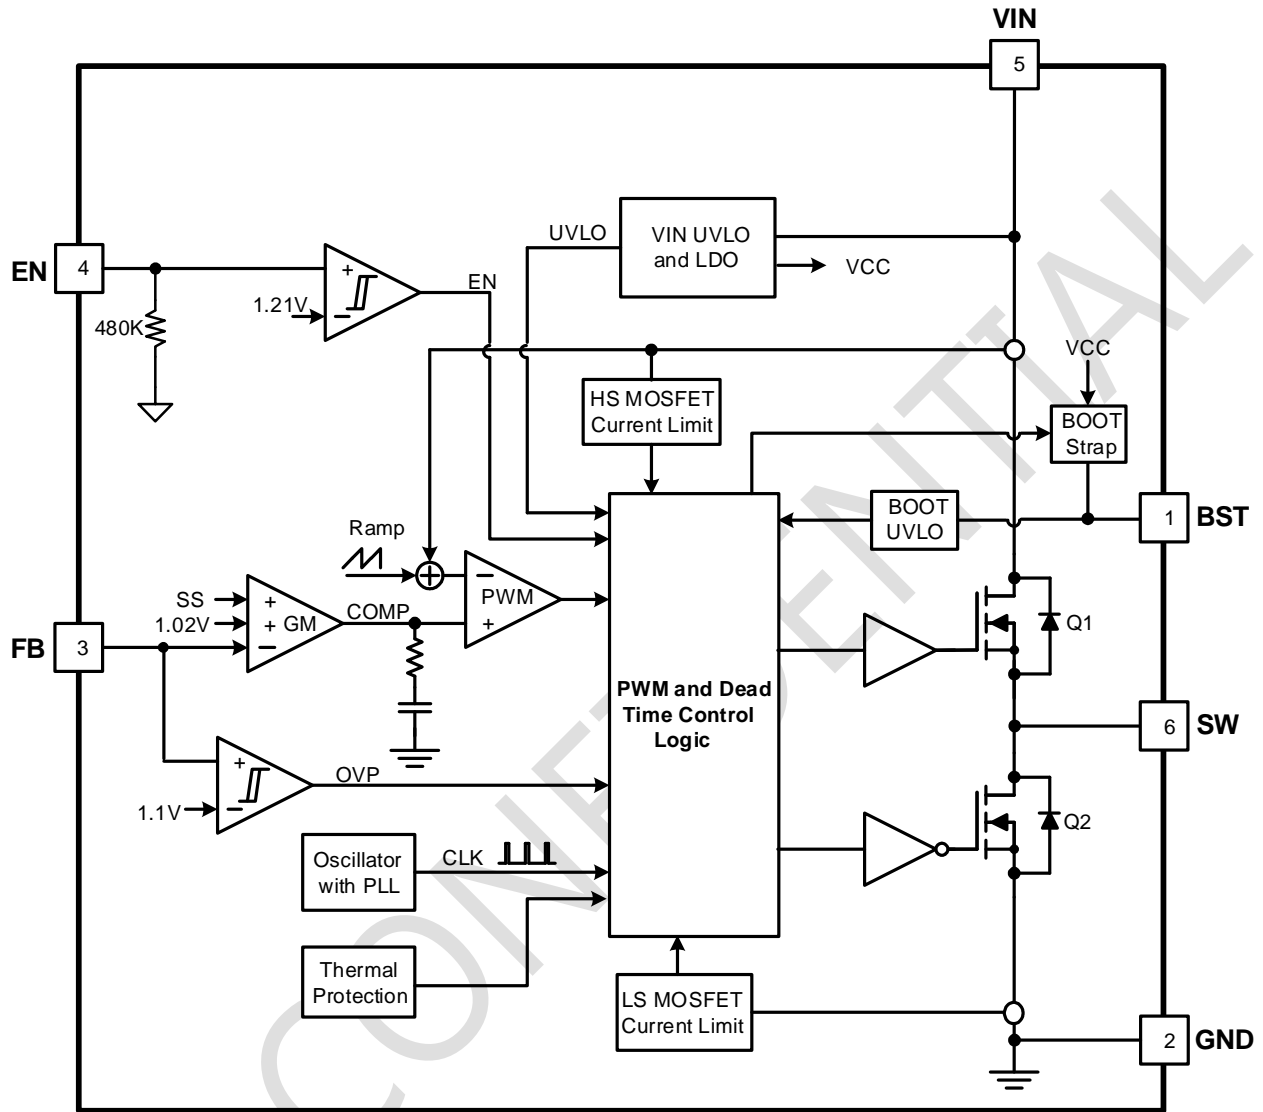 VIN
5
UVLO
VIN UVLO
and LDO
VCC
EN
4
EN
1.21V
+
−
480K
VCC
HS MOSFET
Current Limit
BOOT
Strap
BOOT
UVLO
1
BST
Ramp
+
−
PWM
+
SS
1.02V
+
+
GM
−
COMP
FB
3
Q1
PWM and Dead
Time Control
Logic
6
SW
+
−
OVP
1.1V
Q2
Oscillator
with PLL
CLK
Thermal
Protection
LS MOSFET
Current Limit
2
GND
CONFIDENTIAL